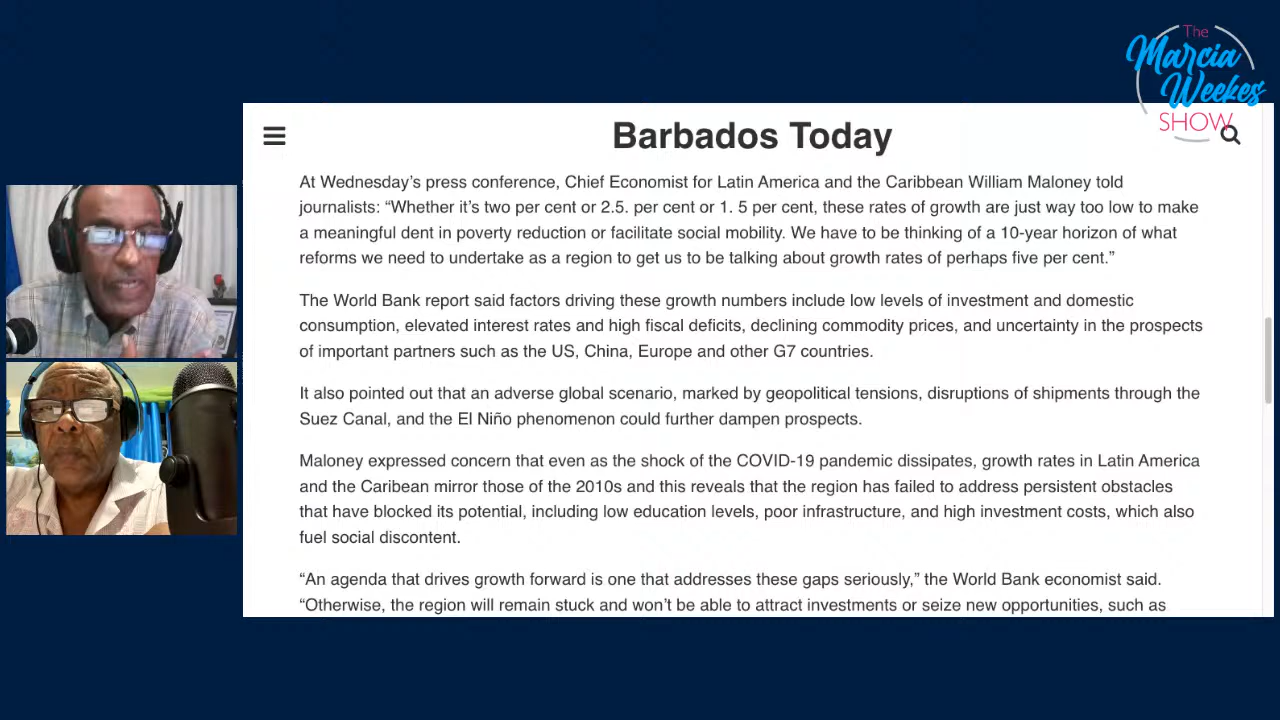 The
Marcia
Weekes
SHOW
Barbados Today
At Wednesday’s press conference, Chief Economist for Latin America and the Caribbean William Maloney told
journalists: “Whether it’s two per cent or 2.5. per cent or 1. 5 per cent, these rates of growth are just way too low to make
a meaningful dent in poverty reduction or facilitate social mobility. We have to be thinking of a 10-year horizon of what
reforms we need to undertake as a region to get us to be talking about growth rates of perhaps five per cent.”
The World Bank report said factors driving these growth numbers include low levels of investment and domestic
consumption, elevated interest rates and high fiscal deficits, declining commodity prices, and uncertainty in the prospects
of important partners such as the US, China, Europe and other G7 countries.
It also pointed out that an adverse global scenario, marked by geopolitical tensions, disruptions of shipments through the
Suez Canal, and the El Niño phenomenon could further dampen prospects.
Maloney expressed concern that even as the shock of the COVID-19 pandemic dissipates, growth rates in Latin America
and the Caribean mirror those of the 2010s and this reveals that the region has failed to address persistent obstacles
that have blocked its potential, including low education levels, poor infrastructure, and high investment costs, which also
fuel social discontent.
“An agenda that drives growth forward is one that addresses these gaps seriously,” the World Bank economist said.
“Otherwise, the region will remain stuck and won’t be able to attract investments or seize new opportunities, such as